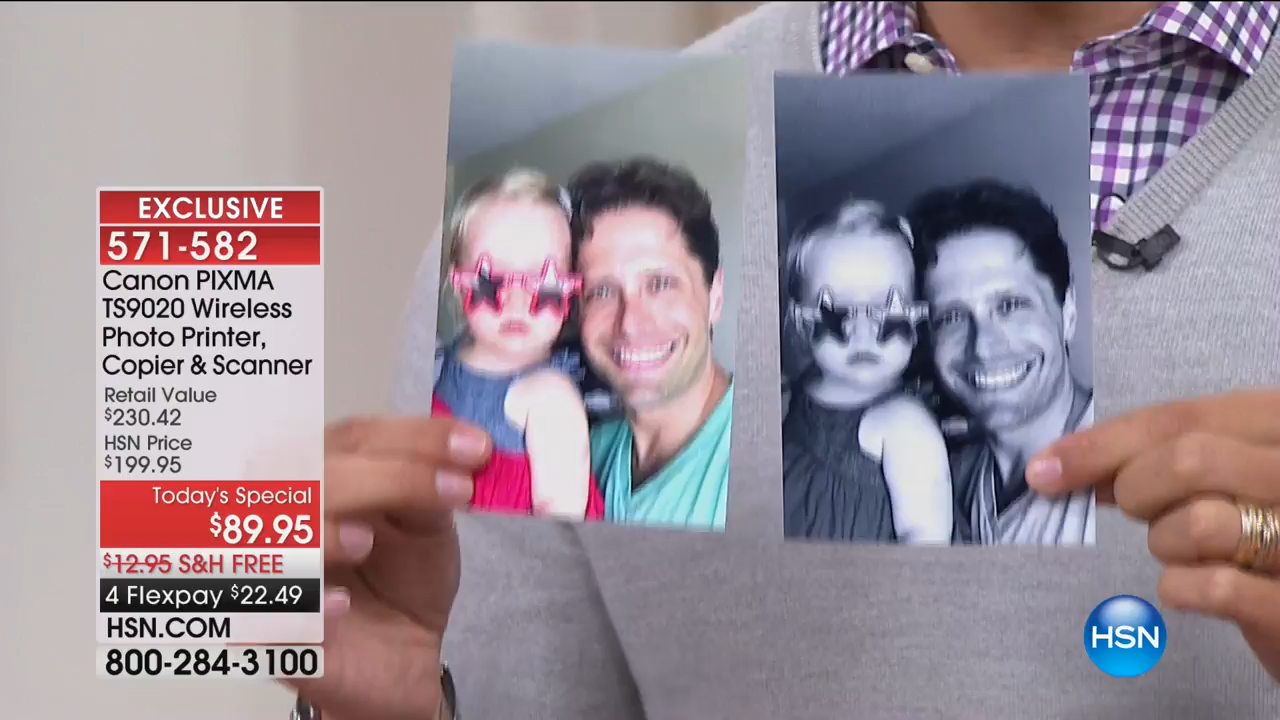 EXCLUSIVE
571-582
Canon PIXMA
TS9020 Wireless
Photo Printer,
Copier & Scanner
Retail Value
$230.42
HSN Price
$199.95
Today's Special
$89.95
$12.95 S&H FREE
4 Flexpay $22.49
HSN.COM
800-284-3100
HSN